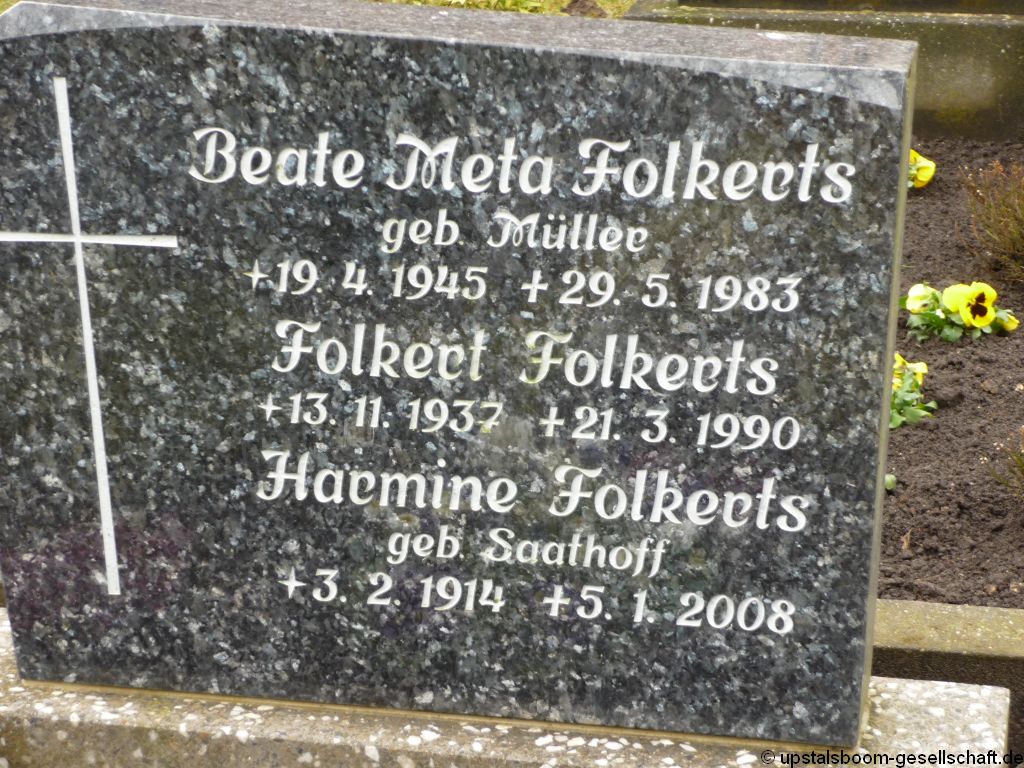 Beate Meta Folkerts
geb. Müller
+19. 4. 1945 +29. 5. 1983
Folkert Folkerts
+13. 11. 1937 +21. 3. 1990
Harmine Folkerts
geb. Saathoff
+3. 2. 1914 +5. 1. 2008
© upstalsboom-gesellschaft.de